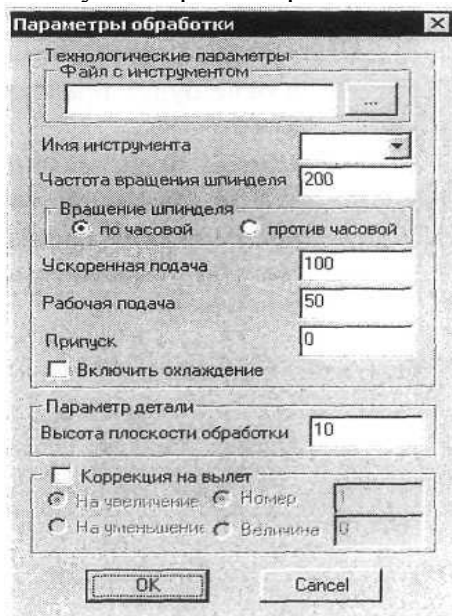 Параметры обработки
Технологические параметры
Файл с инструментом
...
Имя инструмента
Частота вращения шпинделя 200
Вращение шпинделя
по часовой против часовой
Ускоренная подача 100
Рабочая подача 50
Припуск 0
Включить охлаждение
Параметр детали
Высота плоскости обработки 10
Коррекция на вылет
На увеличение Номер 1
На уменьшение Величина 0
OK Cancel